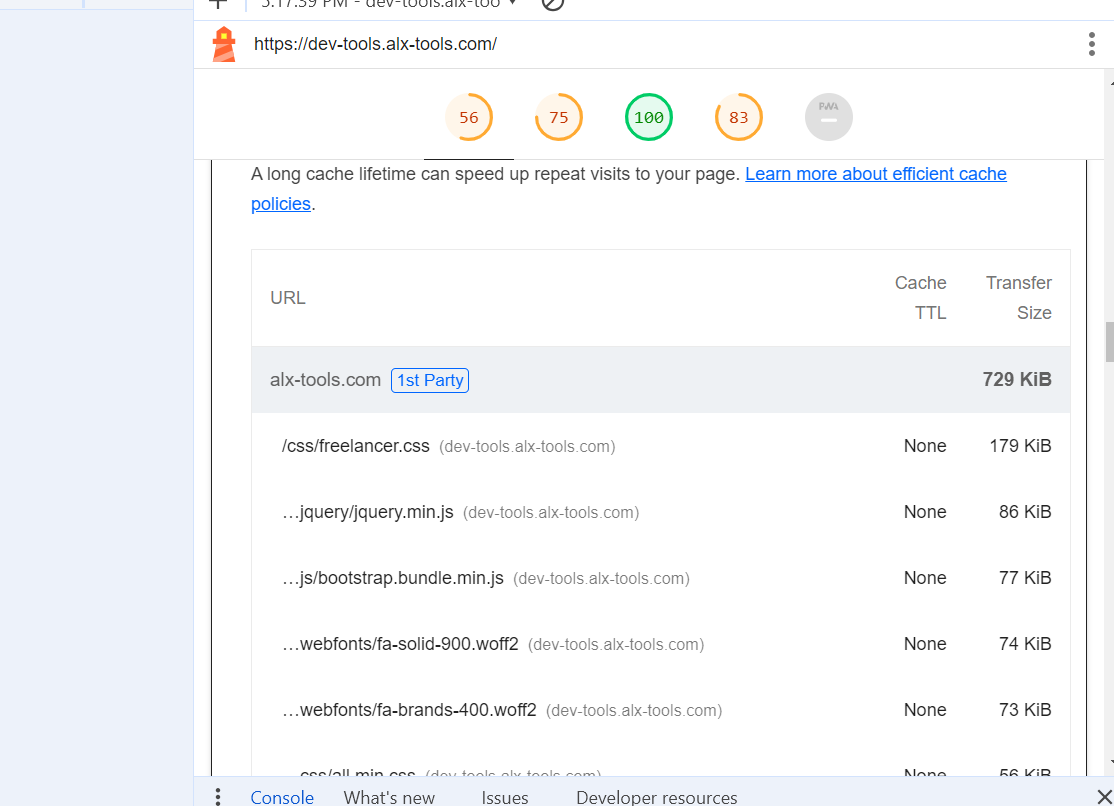 5:17:39 PM - dev-tools.alx-too
https://dev-tools.alx-tools.com/
56 75 100 83 PWA
A long cache lifetime can speed up repeat visits to your page. Learn more about efficient cache
policies.
URL Cache TTL Transfer Size
alx-tools.com 1st Party 729 KiB
/css/freelancer.css (dev-tools.alx-tools.com) None 179 KiB
…jquery/jquery.min.js (dev-tools.alx-tools.com) None 86 KiB
…js/bootstrap.bundle.min.js (dev-tools.alx-tools.com) None 77 KiB
…webfonts/fa-solid-900.woff2 (dev-tools.alx-tools.com) None 74 KiB
…webfonts/fa-brands-400.woff2 (dev-tools.alx-tools.com) None 73 KiB
…css/all.min.css (dev-tools.alx-tools.com) None 56 KiB
Console What's new Issues Developer resources